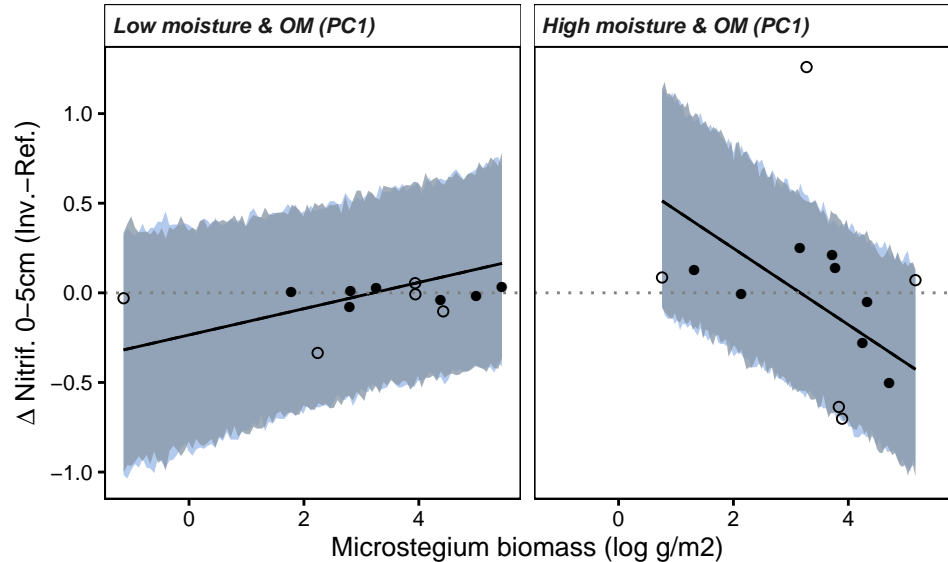 Low moisture & OM (PC1)
High moisture & OM (PC1)
Δ Nitrif. 0−5cm (Inv.−Ref.)
1.0
0.5
0.0
−0.5
−1.0
0
2
4
0
2
4
Microstegium biomass (log g/m2)